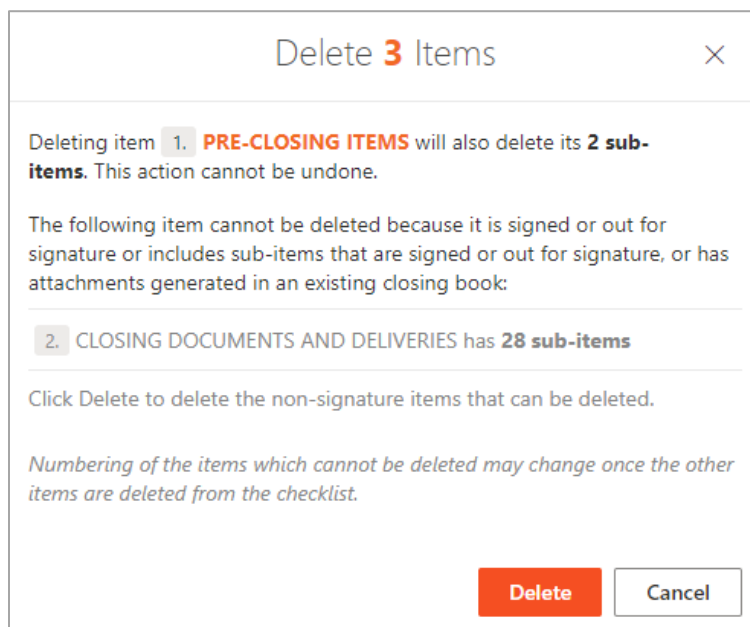 Delete 3 Items
Deleting item 1. PRE-CLOSING ITEMS will also delete its 2 sub-
items. This action cannot be undone.
The following item cannot be deleted because it is signed or out for
signature or includes sub-items that are signed or out for signature, or has
attachments generated in an existing closing book:
2. CLOSING DOCUMENTS AND DELIVERIES has 28 sub-items
Click Delete to delete the non-signature items that can be deleted.
Numbering of the items which cannot be deleted may change once the other
items are deleted from the checklist.
Delete Cancel